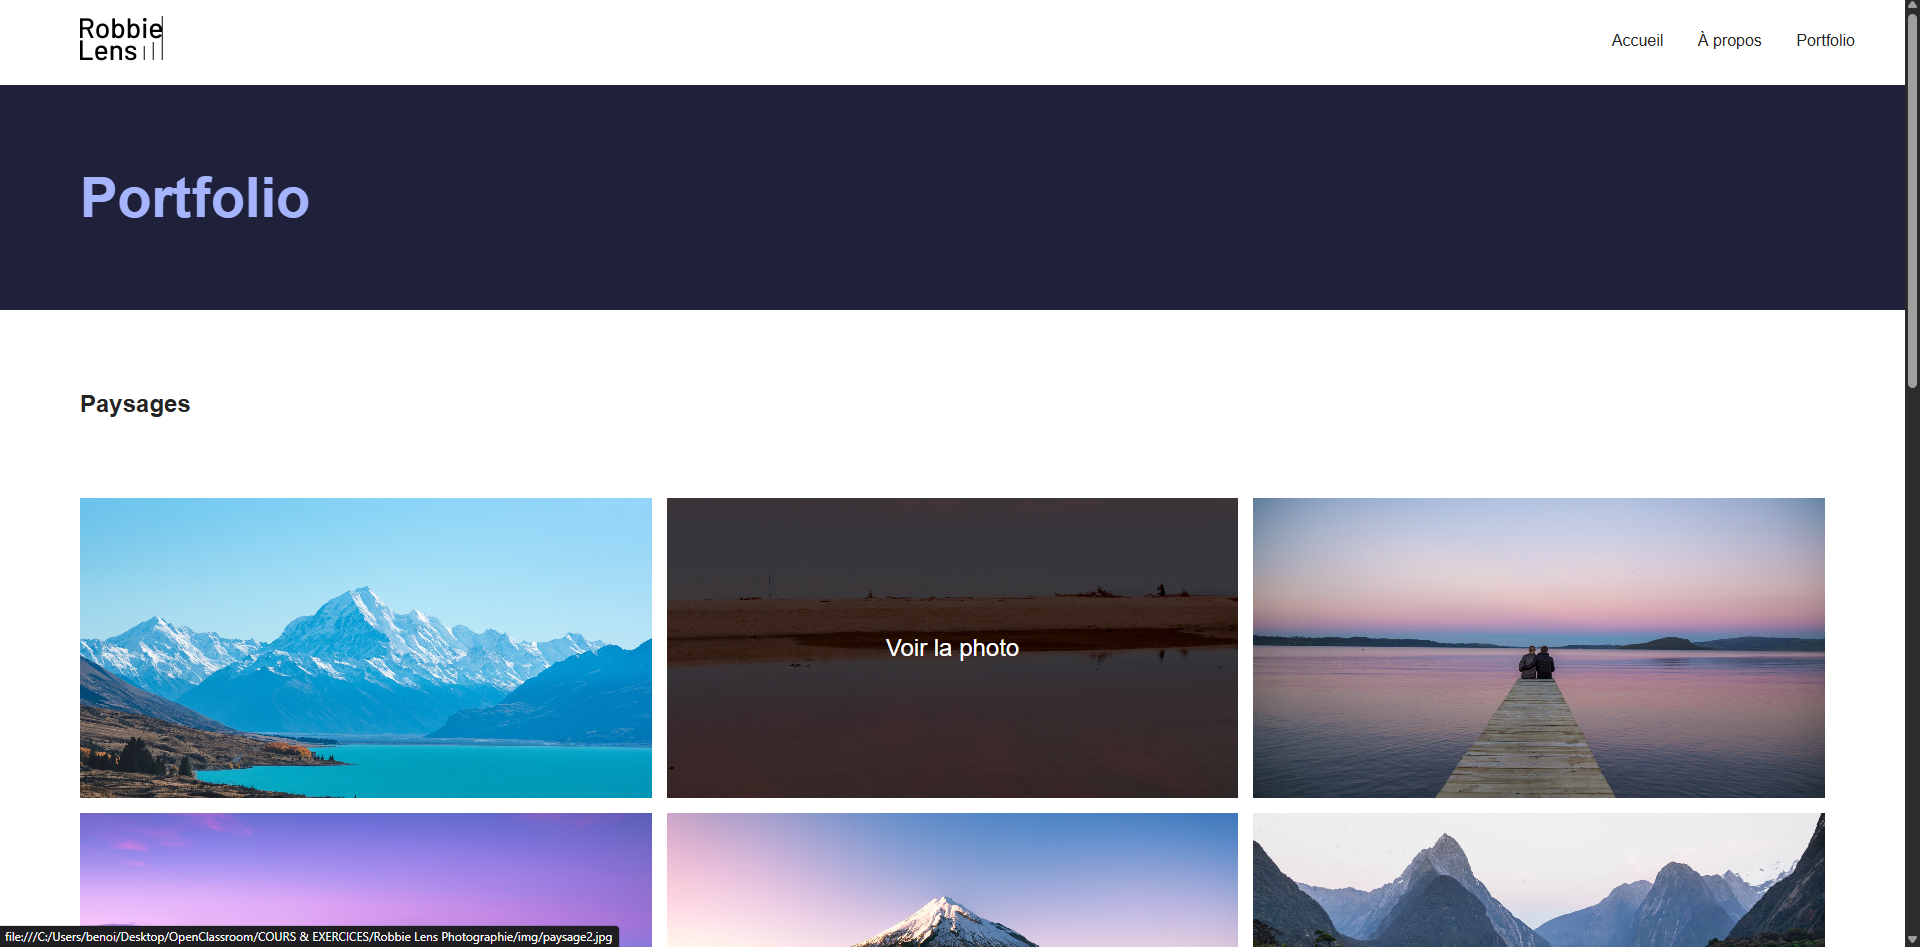 Robbie
Lens
Accueil
À propos
Portfolio
Portfolio
Paysages
Voir la photo
file:///C:/Users/benoi/Desktop/OpenClassroom/COURS & EXERCICES/Robbie Lens Photographie/img/paysage2.jpg